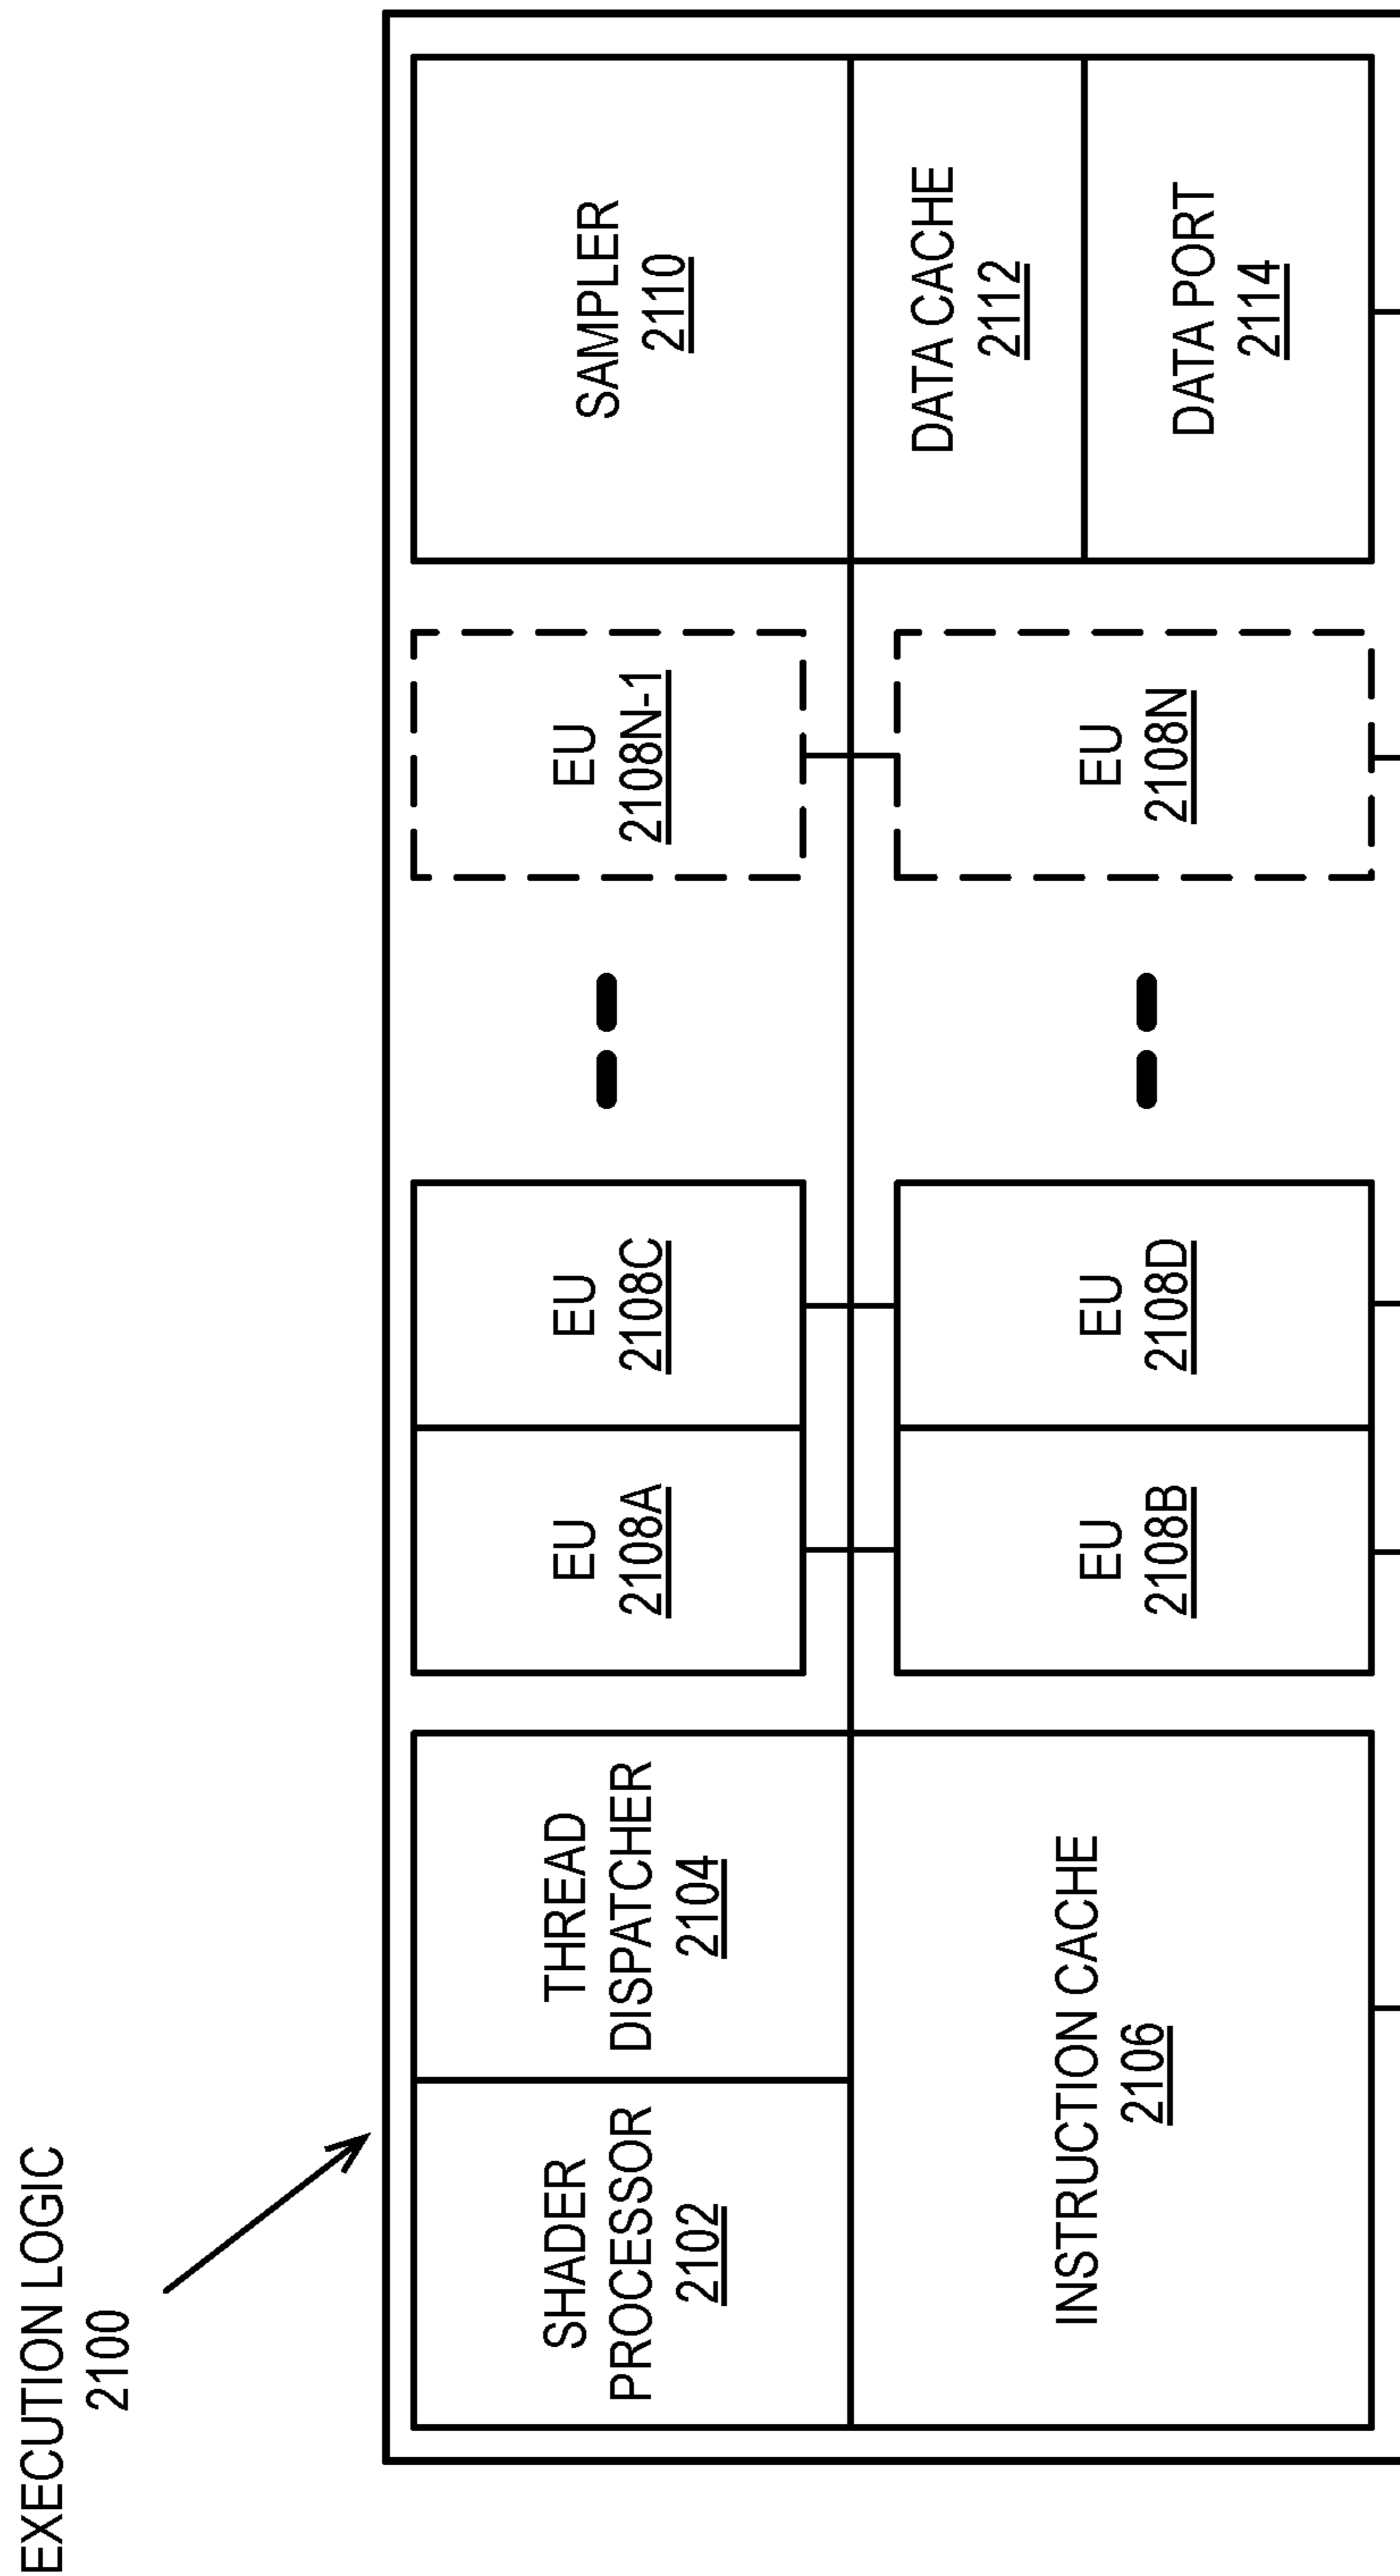 EXECUTION LOGIC
2100
SHADER
PROCESSOR
2102
THREAD
DISPATCHER
2104
INSTRUCTION CACHE
2106
EU
2108A
EU
2108C
EU
2108N-1
EU
2108B
EU
2108D
EU
2108N
SAMPLER
2110
DATA CACHE
2112
DATA PORT
2114